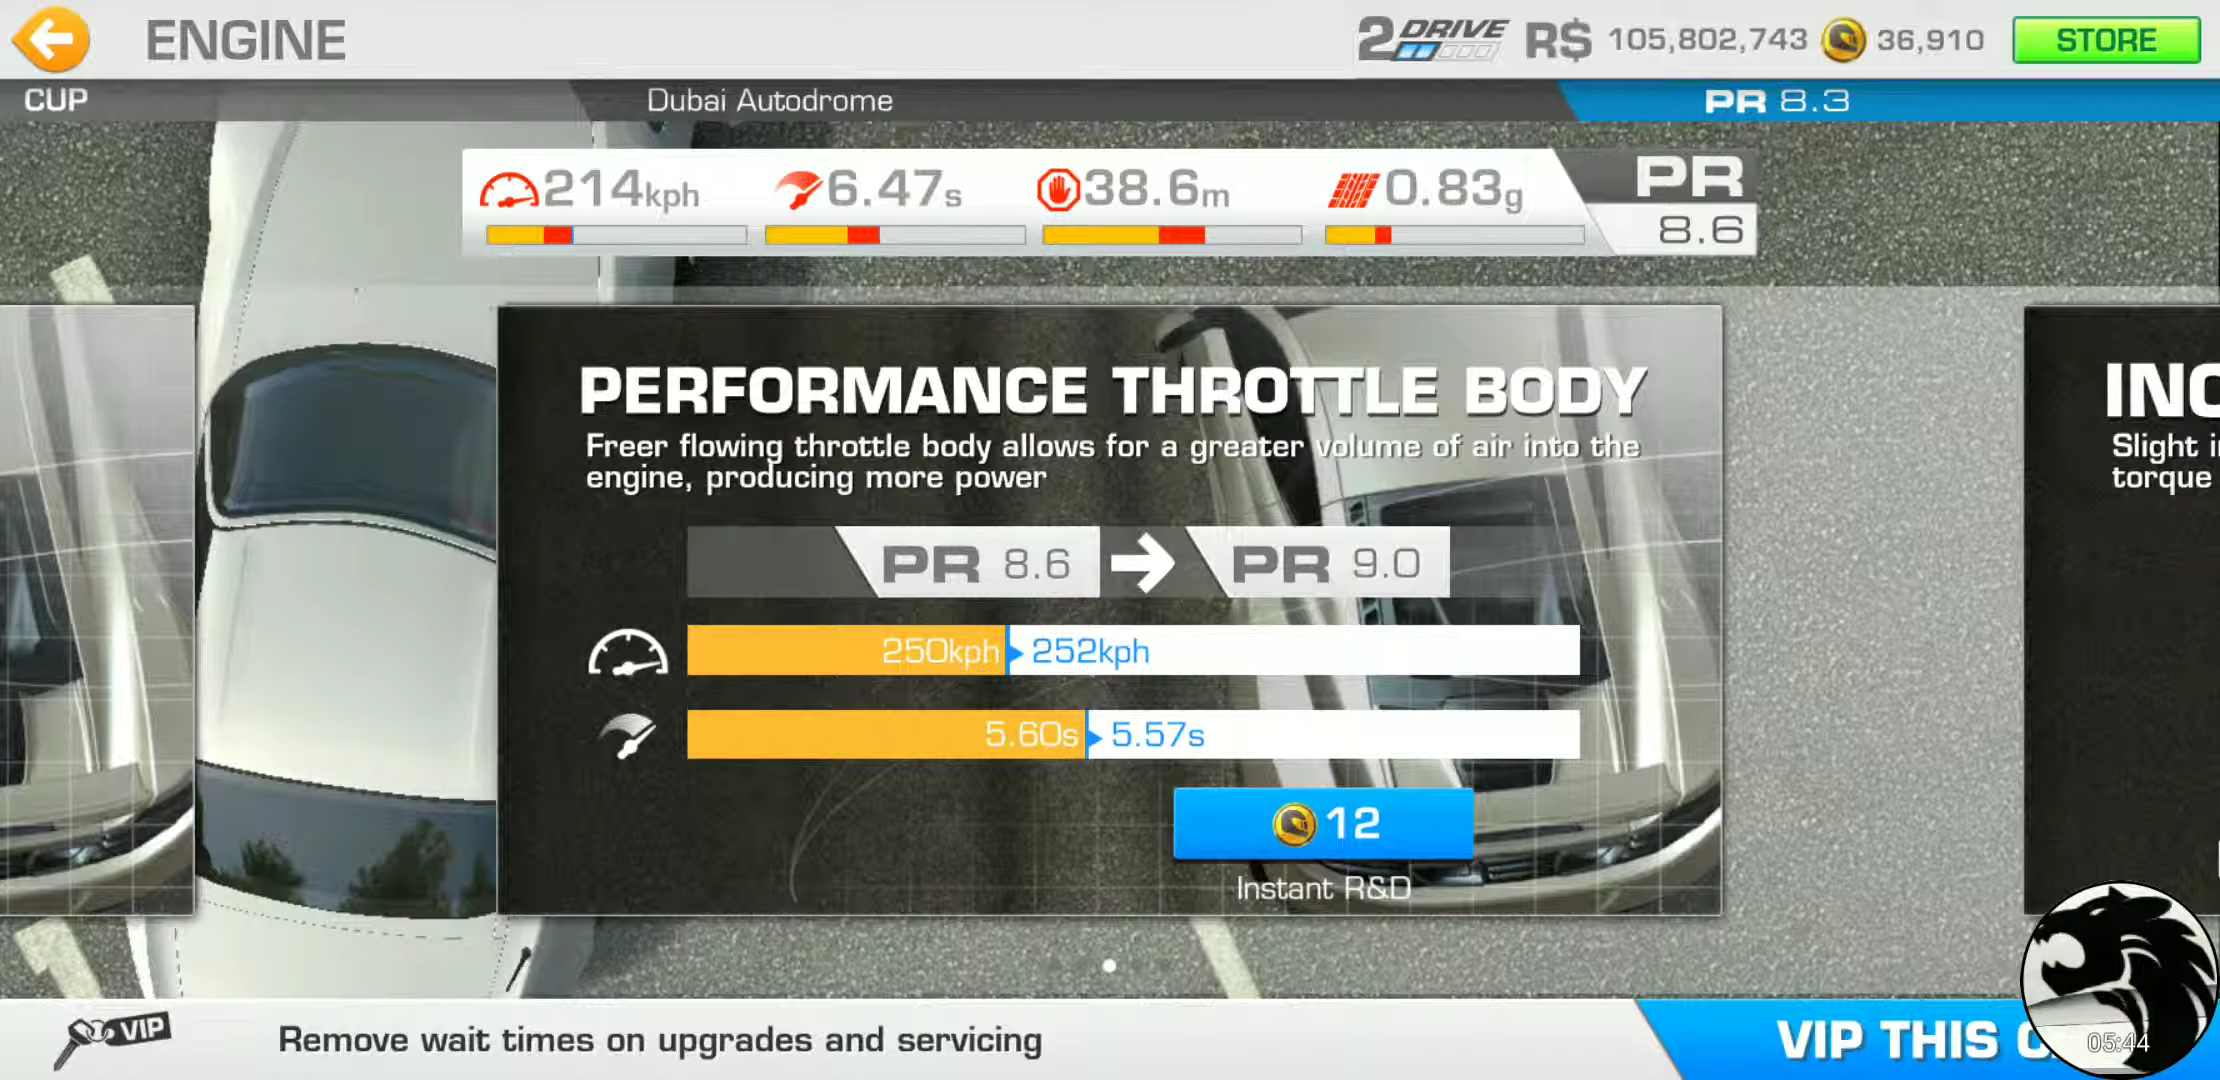 ENGINE
2 DRIVE R$ 105,802,743 36,910 STORE
CUP Dubai Autodrome PR 8.3
214kph 6.47s 38.6m 0.83g PR
8.6
PERFORMANCE THROTTLE BODY
Freer flowing throttle body allows for a greater volume of air into the
engine, producing more power
PR 8.6 PR 9.0
250kph 252kph
5.60s 5.57s
12
Instant R&D
Slight
torque
VIP Remove wait times on upgrades and servicing VIP THIS
05:44